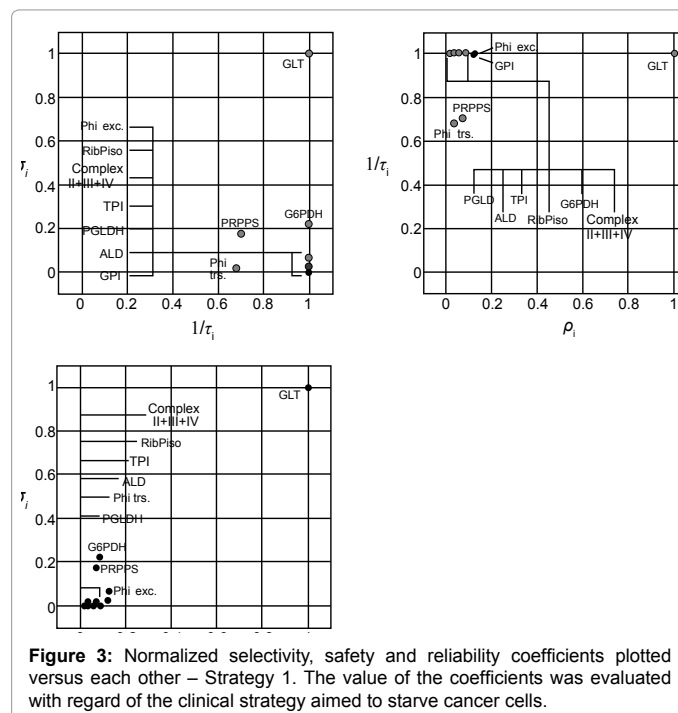 1
GLT
0.8
Phi exc.
0.6
RibPiso
Complex
II+III+IV
0.4
TPI
G6PDH
PRPPS
0.2
PGLDH
ALD
Phi
trs.
0
GPI
0 0.2 0.4 0.6 0.8 1
1/τi
Phi exc.
1
GPI
GLT
0.8
PRPPS
Phi trs.
0.6
1/τi
0.4
PGLD
TPI
G6PDH
ALD
RibPiso
Complex
II+III+IV
0.2
0
0 0.2 0.4 0.6 0.8 1
ρi
1
GLT
Complex
II+III+IV
0.8
RibPiso
TPI
0.6
ALD
Phi trs.
0.4
PGLDH
G6PDH
0.2
PRPPS
Phi exc.
0
Figure 3: Normalized selectivity, safety and reliability coefficients plotted
versus each other – Strategy 1. The value of the coefficients was evaluated
with regard of the clinical strategy aimed to starve cancer cells.